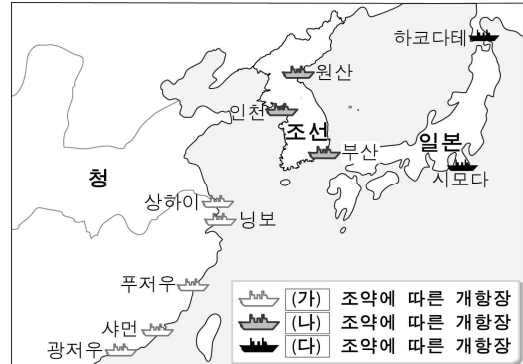 하코다테
원산
인천
조선
부산
일본
시모다
청
상하이
닝보
푸저우
샤먼
광저우
(가) 조약에 따른 개항장
(나) 조약에 따른 개항장
(다) 조약에 따른 개항장